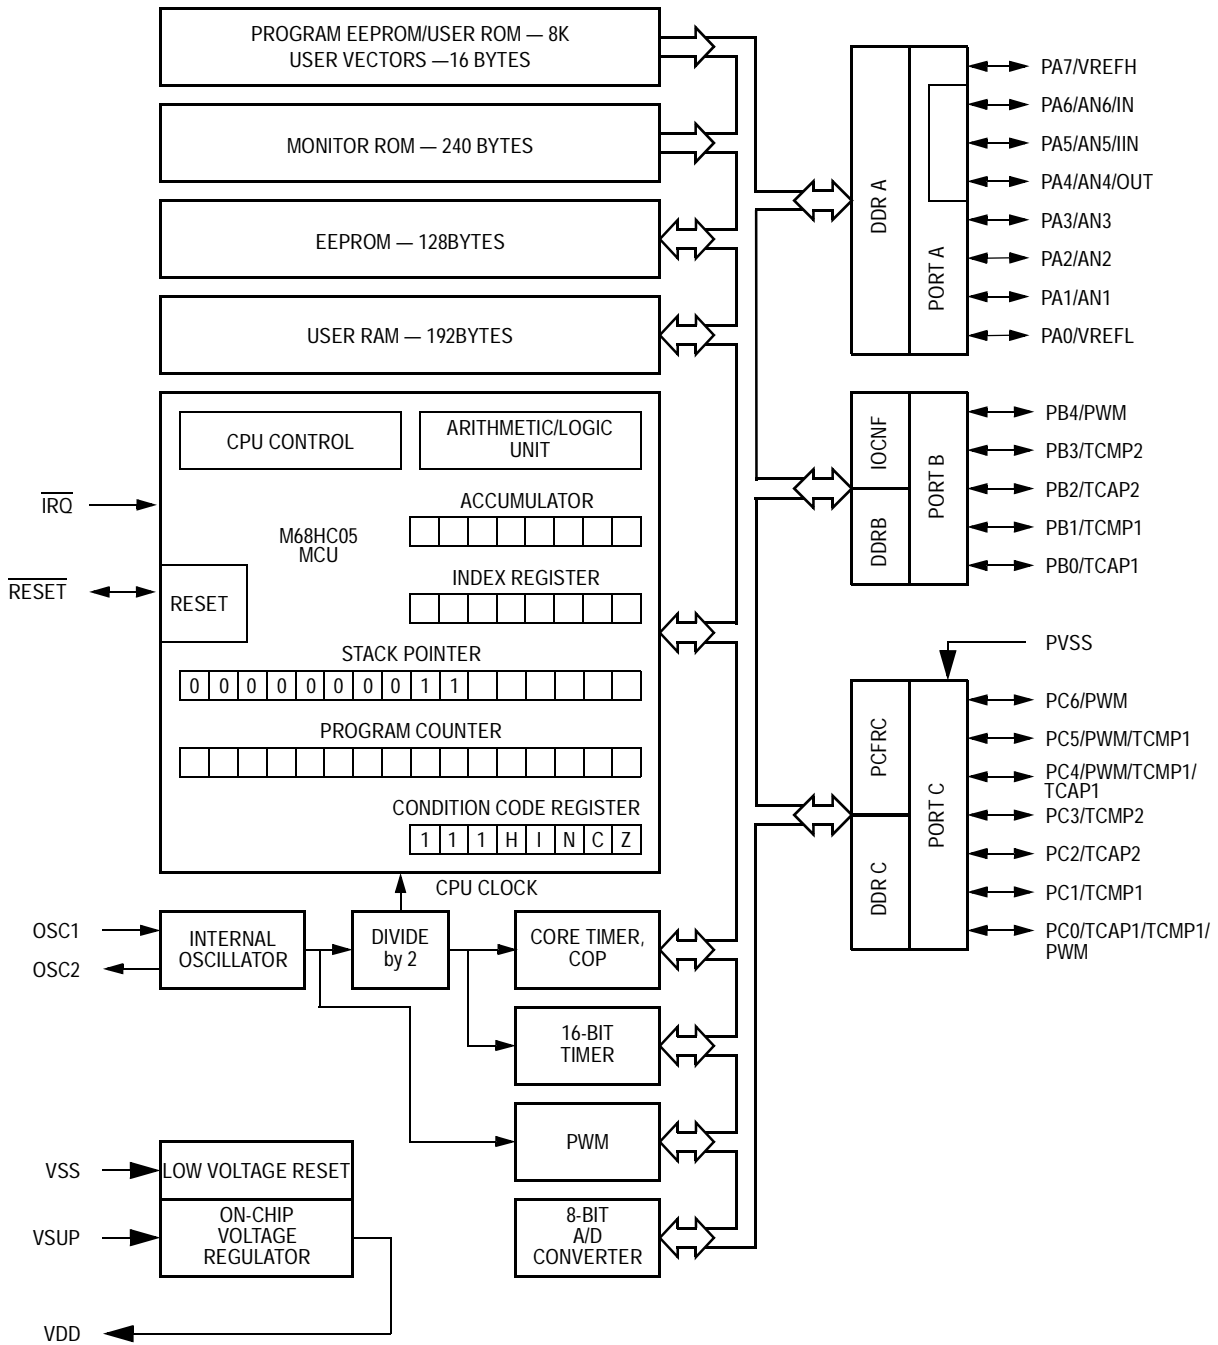 PROGRAM EEPROM/USER ROM — 8K
USER VECTORS —16 BYTES
MONITOR ROM — 240 BYTES
EEPROM — 128BYTES
USER RAM — 192BYTES
CPU CONTROL
ARITHMETIC/LOGIC
UNIT
ACCUMULATOR
M68HC05
MCU
INDEX REGISTER
IRQ
RESET
RESET
STACK POINTER
0 0 0 0 0 0 0 0 1 1
PROGRAM COUNTER
CONDITION CODE REGISTER
1 1 1 H I N C Z
CPU CLOCK
OSC1
OSC2
INTERNAL
OSCILLATOR
DIVIDE
by 2
CORE TIMER,
COP
16-BIT
TIMER
PWM
8-BIT
A/D
CONVERTER
VSS
LOW VOLTAGE RESET
VSUP
ON-CHIP
VOLTAGE
REGULATOR
VDD
DDR A
PORT A
PA7/VREFH
PA6/AN6/IN
PA5/AN5/IIN
PA4/AN4/OUT
PA3/AN3
PA2/AN2
PA1/AN1
PA0/VREFL
IOCNF
DDRB
PORT B
PB4/PWM
PB3/TCMP2
PB2/TCAP2
PB1/TCMP1
PB0/TCAP1
PVSS
PCFRC
DDR C
PORT C
PC6/PWM
PC5/PWM/TCMP1
PC4/PWM/TCMP1/
TCAP1
PC3/TCMP2
PC2/TCAP2
PC1/TCMP1
PC0/TCAP1/TCMP1/
PWM